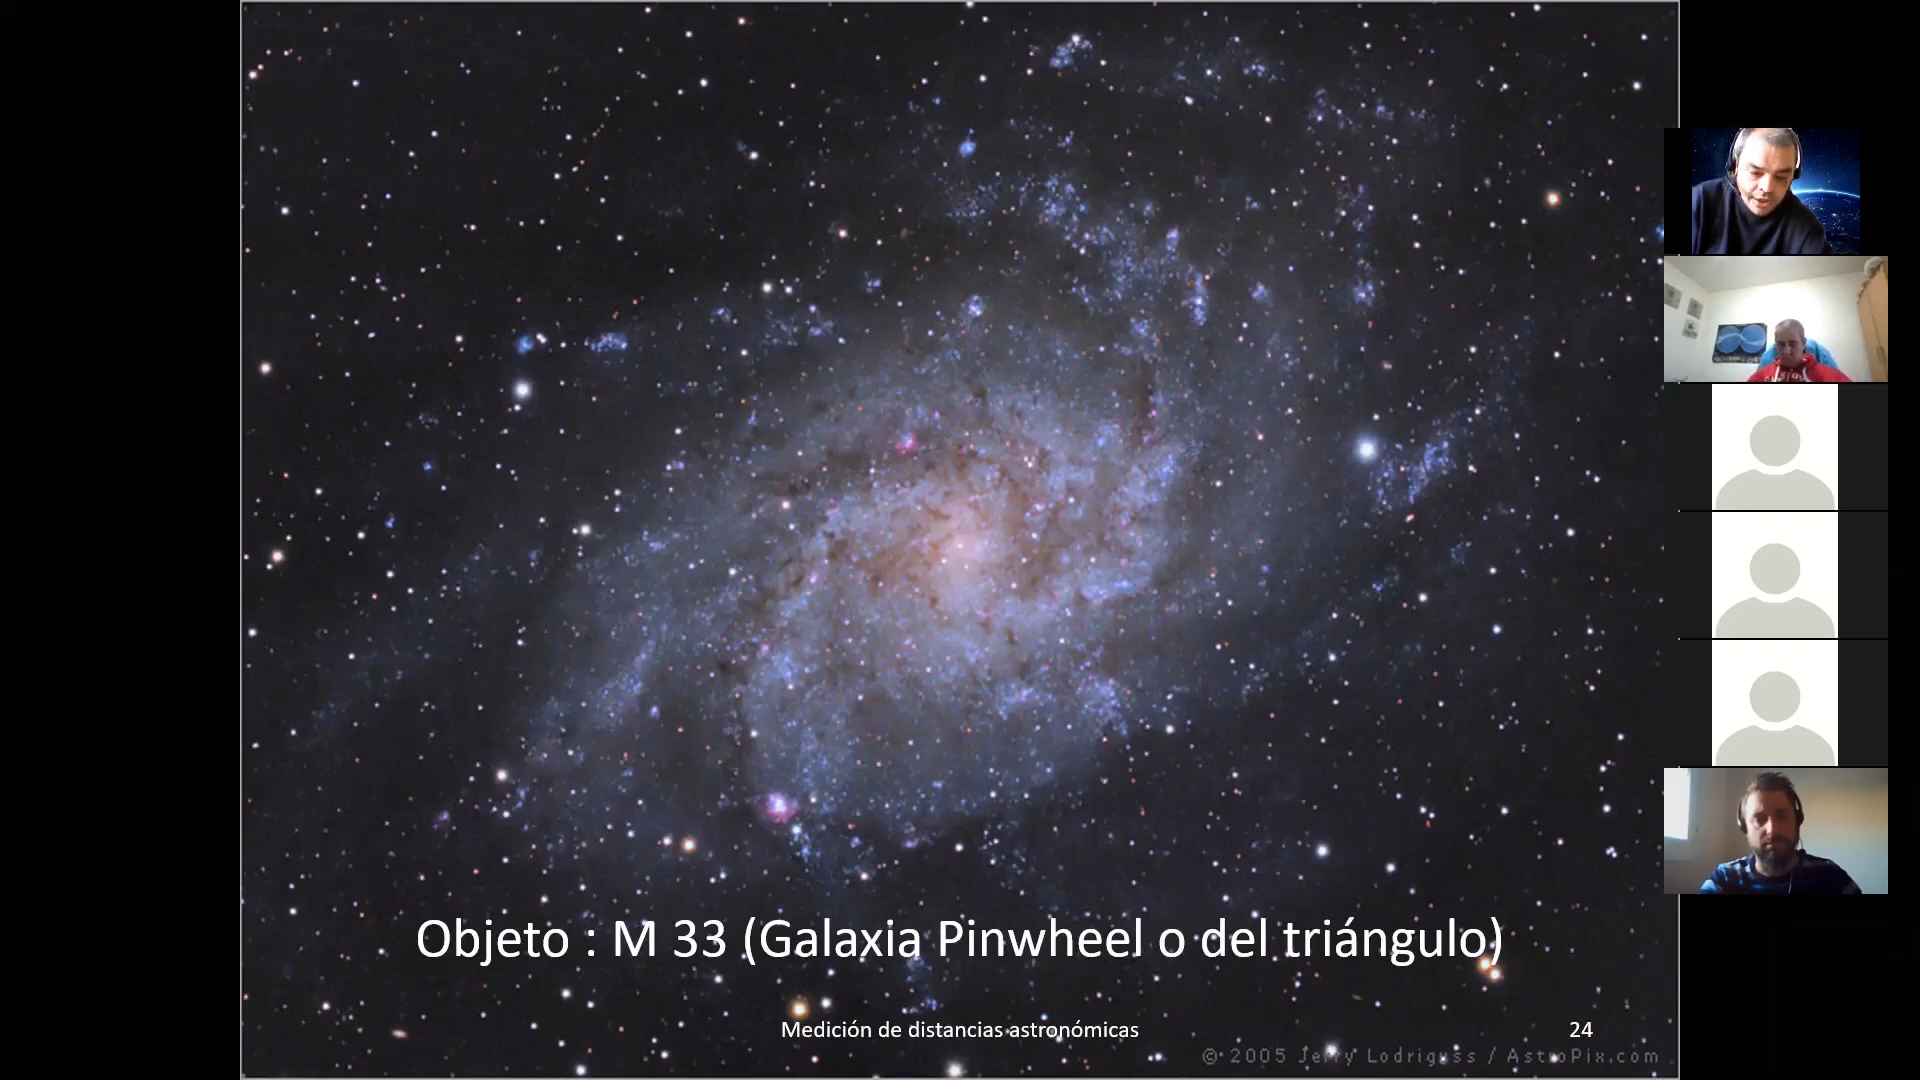 Objeto : M 33 (Galaxia Pinwheel o del triángulo)
Medición de distancias astronómicas
24
© 2005 Jerry Lodriguss / AstroPix.com